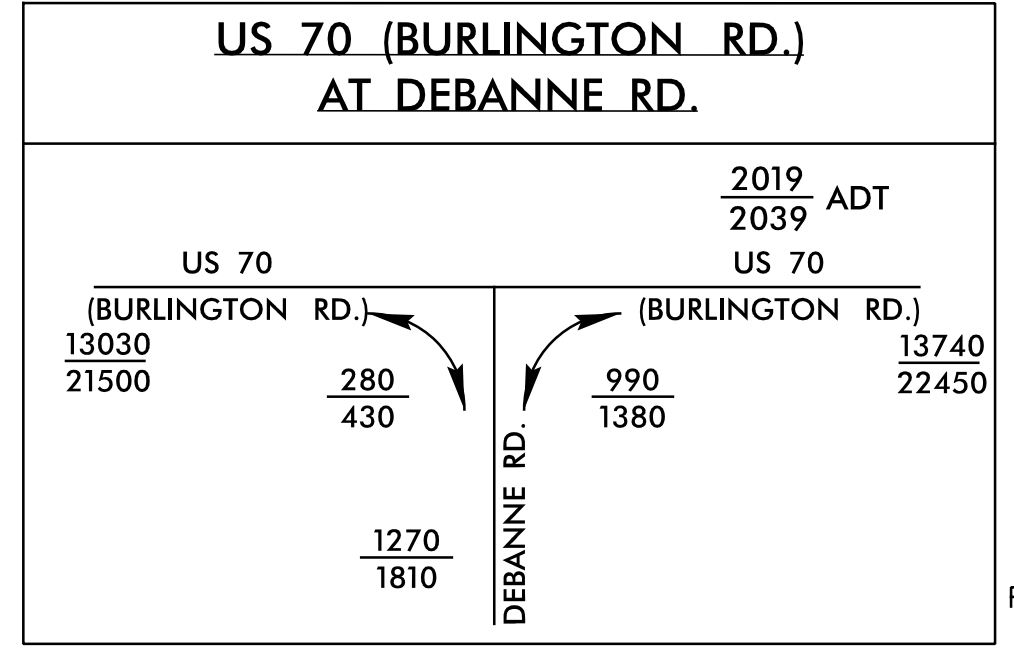 US 70 (BURLINGTON RD.)
AT DEBANNE RD.
2019
2039
ADT
US 70
(BURLINGTON RD.)
US 70
(BURLINGTON RD.)
13030
21500
280
430
990
1380
13740
22450
1270
1810
DEBANNE RD.